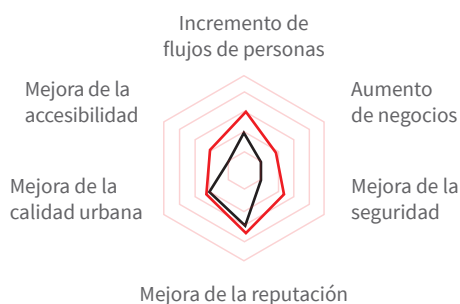 Incremento de
flujos de personas
Mejora de la
accesibilidad
Aumento
de negocios
Mejora de la
calidad urbana
Mejora de la
seguridad
Mejora de la reputación